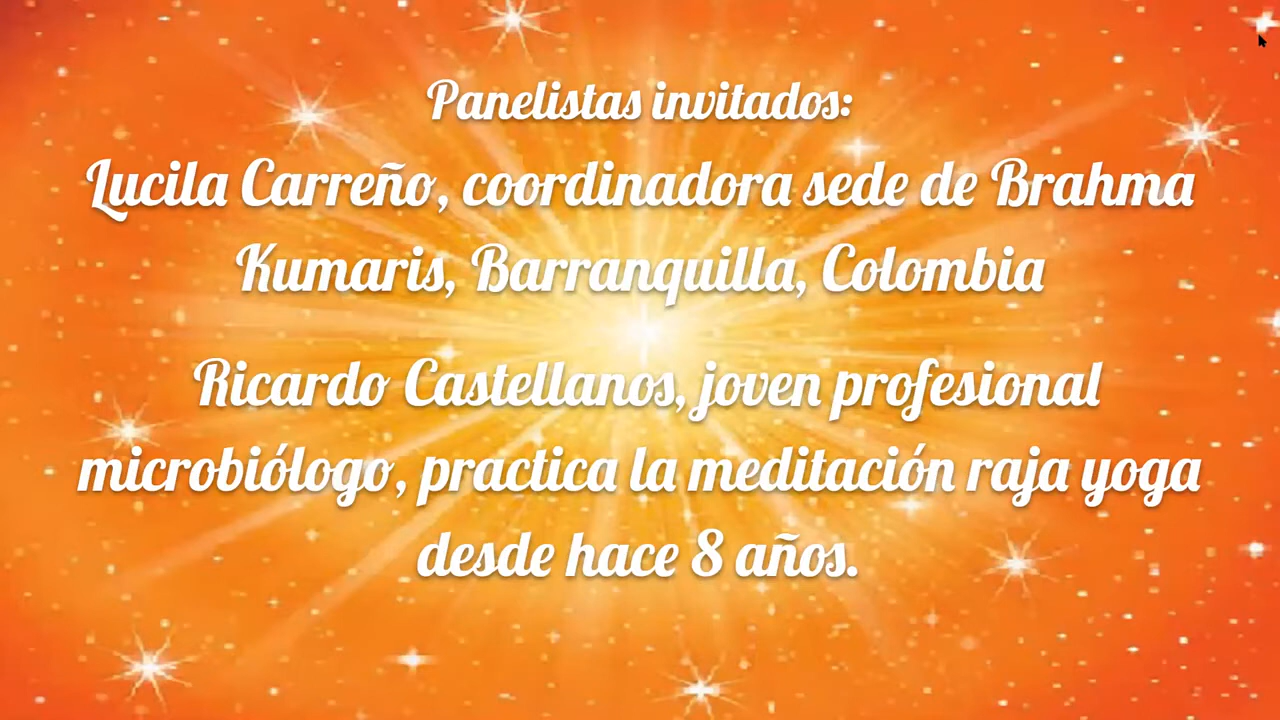 Panelistas invitados:
Lucila Carreño, coordinadora sede de Brahma
Kumaris, Barranquilla, Colombia
Ricardo Castellanos, joven profesional
microbiólogo, practica la meditación raja yoga
desde hace 8 años.